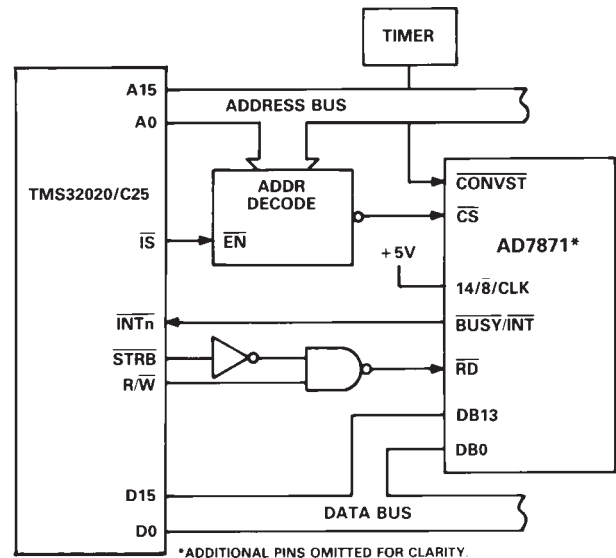 TIMER
A15
ADDRESS BUS
A0
TMS32020/C25
ADDR
DECODE
CONVST
CS
IS
EN
AD7871*
+5V
14/8/CLK
INTn
BUSY/INT
STRB
R/W
RD
DB13
DB0
D15
DATA BUS
D0
*ADDITIONAL PINS OMITTED FOR CLARITY.